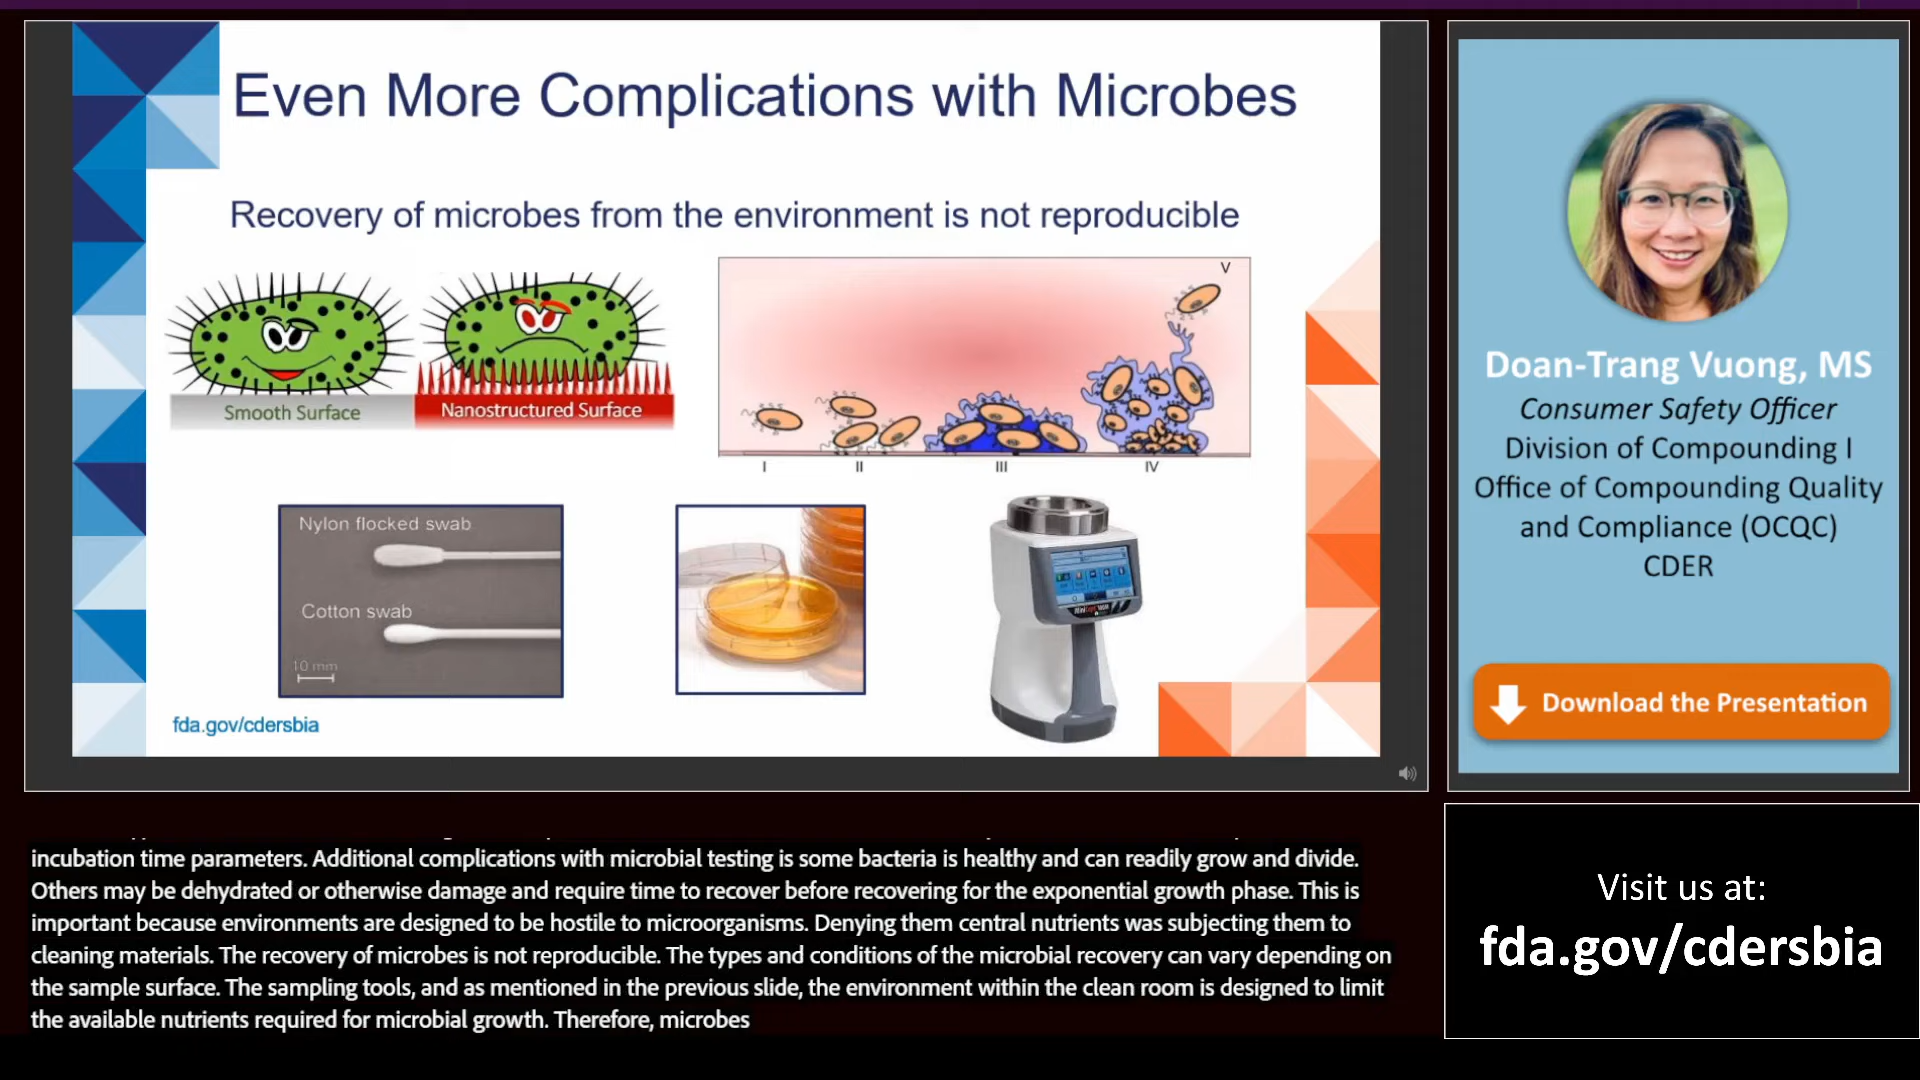 Even More Complications with Microbes
Recovery of microbes from the environment is not reproducible
Smooth Surface
Nanostructured Surface
V
I
II
III
IV
Nylon flocked swab
Cotton swab
10 mm
fda.gov/cdersbia
Doan-Trang Vuong, MS
Consumer Safety Officer
Division of Compounding I
Office of Compounding Quality
and Compliance (OCQC)
CDER
Download the Presentation
incubation time parameters. Additional complications with microbial testing is some bacteria is healthy and can readily grow and divide.
Others may be dehydrated or otherwise damage and require time to recover before recovering for the exponential growth phase. This is
important because environments are designed to be hostile to microorganisms. Denying them central nutrients was subjecting them to
cleaning materials. The recovery of microbes is not reproducible. The types and conditions of the microbial recovery can vary depending on
the sample surface. The sampling tools, and as mentioned in the previous slide, the environment within the clean room is designed to limit
the available nutrients required for microbial growth. Therefore, microbes
Visit us at:
fda.gov/cdersbia